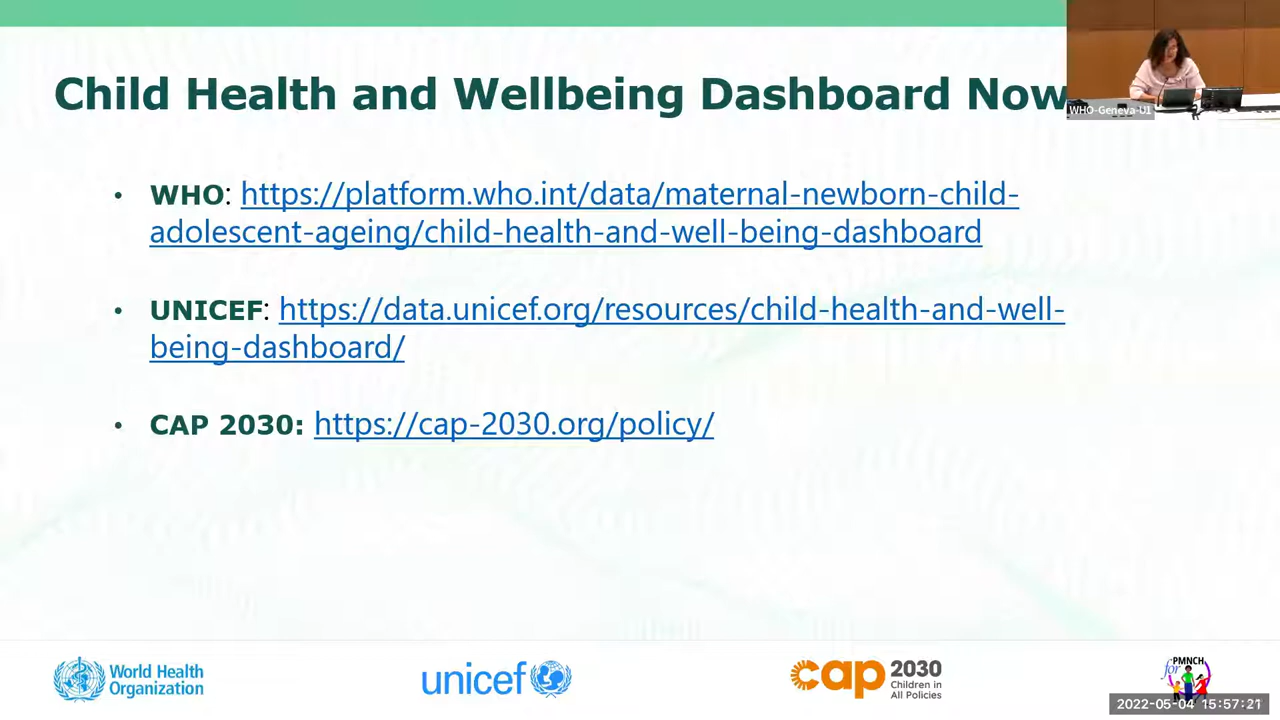 Child Health and Wellbeing Dashboard Now
WHO-Geneva-U1
• WHO: https://platform.who.int/data/maternal-newborn-child-
adolescent-ageing/child-health-and-well-being-dashboard
• UNICEF: https://data.unicef.org/resources/child-health-and-well-
being-dashboard/
• CAP 2030: https://cap-2030.org/policy/
World Health
Organization
unicef
cap 2030
Children in
All Policies
PMNCH
for
2022-05-04 15:57:21